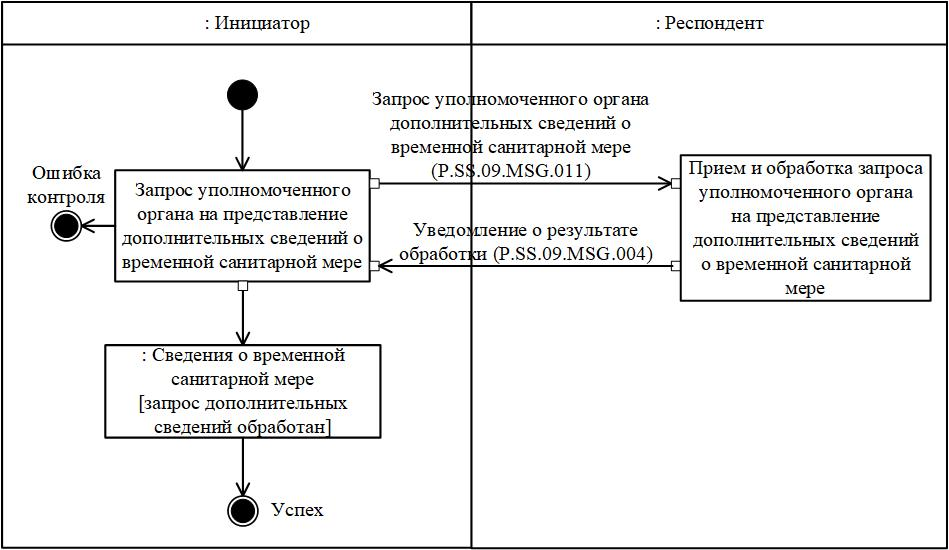 : Инициатор
: Респондент
Запрос уполномоченного органа
дополнительных сведений о
временной санитарной мере
(P.SS.09.MSG.011)
Ошибка
контроля
Запрос уполномоченного
органа на представление
дополнительных сведений о
временной санитарной мере
Прием и обработка запроса
уполномоченного органа
на представление
дополнительных сведений
о временной санитарной
мере
Уведомление о результате
обработки (P.SS.09.MSG.004)
: Сведения о временной
санитарной мере
[запрос дополнительных
сведений обработан]
Успех